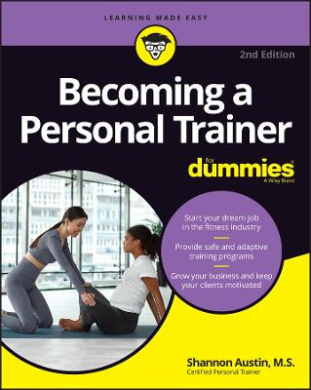 LEARNING MADE EASY
2nd Edition
Becoming a
Personal Trainer
for
dummies®
A Wiley Brand
Start your dream job
in the fitness industry
Provide safe and adaptive
training programs
Grow your business and keep
your clients motivated
Shannon Austin, M.S.
Certified Personal Trainer